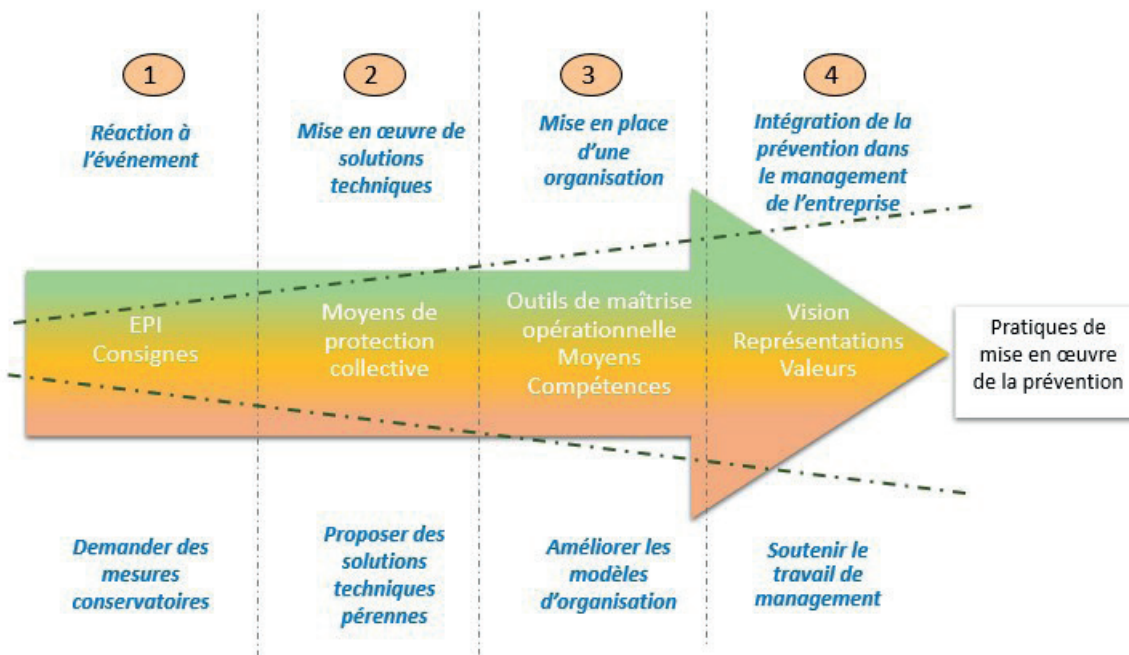 1
Réaction à
l’événement
2
Mise en œuvre de
solutions
techniques
3
Mise en place
d’une
organisation
4
Intégration de la
prévention dans
le management
de l’entreprise
EPI
Consignes
Moyens de
protection
collective
Outils de maîtrise
opérationnelle
Moyens
Compétences
Vision
Représentations
Valeurs
Pratiques de
mise en œuvre
de la prévention
Demander des
mesures
conservatoires
Proposer des
solutions
techniques
pérennes
Améliorer les
modèles
d’organisation
Soutenir le
travail de
management